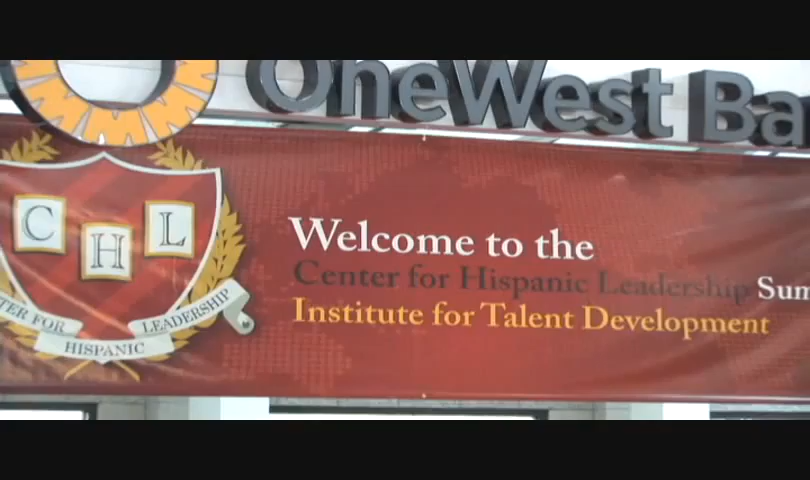 OneWest Ba
C H L
CENTER FOR HISPANIC LEADERSHIP
Welcome to the
Center for Hispanic Leadership Sum
Institute for Talent Development